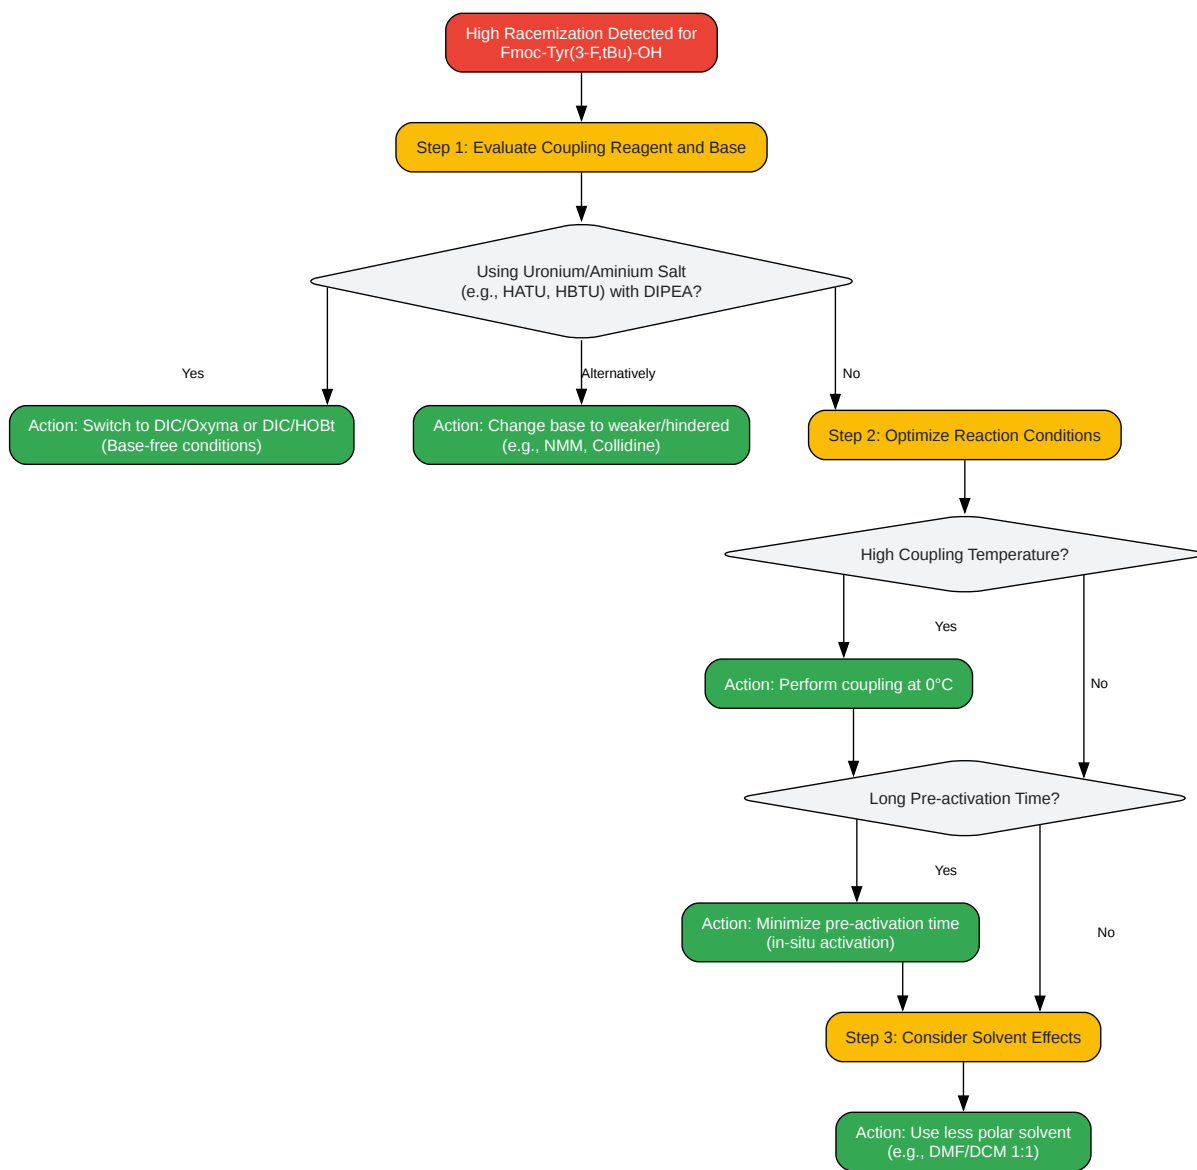 High Racemization Detected for
Fmoc-Tyr(3-F,tBu)-OH
Step 1: Evaluate Coupling Reagent and Base
Using Uronium/Aminium Salt
(e.g., HATU, HBTU) with DIPEA?
Yes
Alternatively
No
Action: Switch to DIC/Oxyma or DIC/HOBt
(Base-free conditions)
Action: Change base to weaker/hindered
(e.g., NMM, Collidine)
Step 2: Optimize Reaction Conditions
High Coupling Temperature?
Yes
Action: Perform coupling at 0°C
No
Long Pre-activation Time?
Yes
Action: Minimize pre-activation time
(in-situ activation)
No
Step 3: Consider Solvent Effects
Action: Use less polar solvent
(e.g., DMF/DCM 1:1)